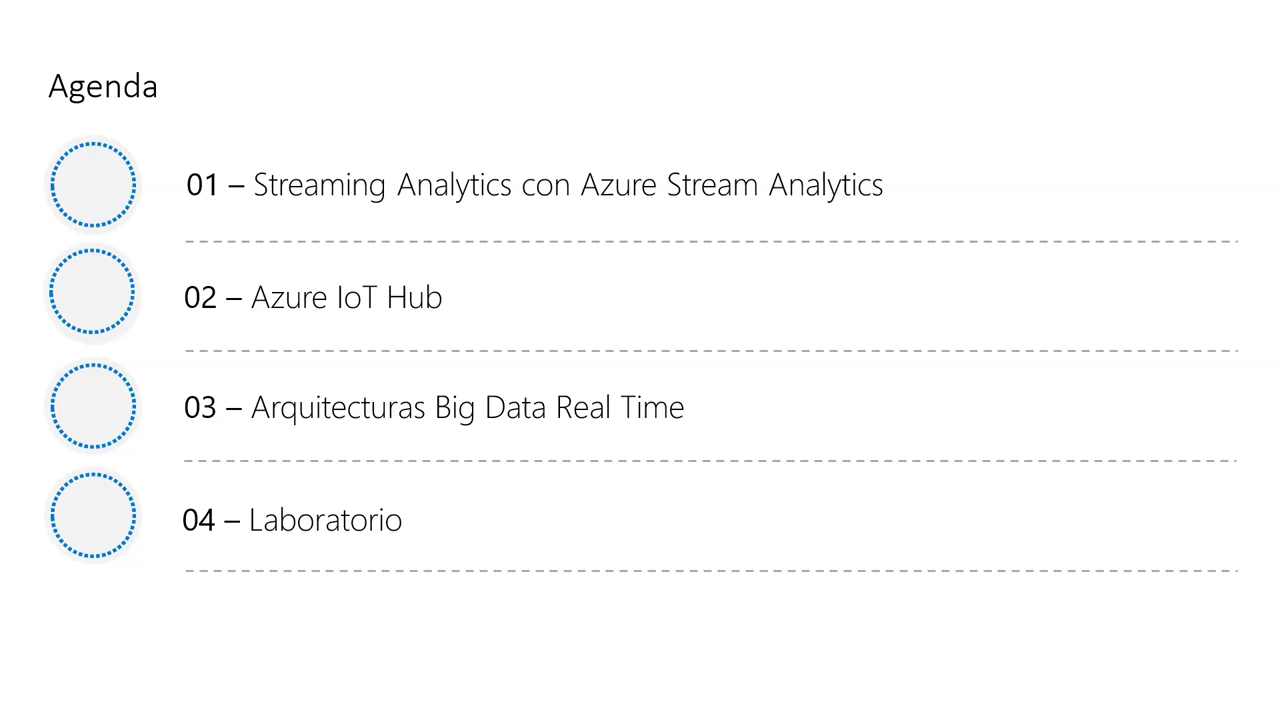 Agenda
01 – Streaming Analytics con Azure Stream Analytics
02 – Azure IoT Hub
03 – Arquitecturas Big Data Real Time
04 – Laboratorio